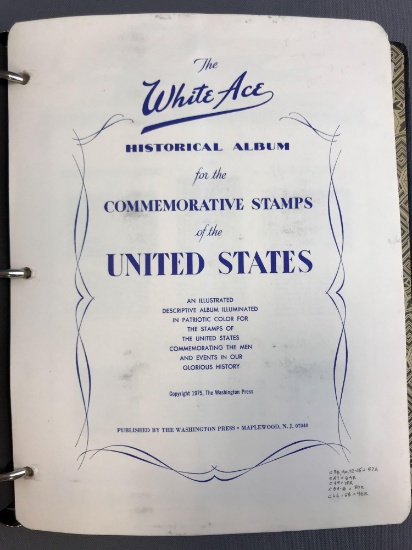 The
White Ace
HISTORICAL ALBUM
for the
COMMEMORATIVE STAMPS
of the
UNITED STATES
AN ILLUSTRATED
DESCRIPTIVE ALBUM ILLUMINATED
IN PATRIOTIC COLOR FOR
THE STAMPS OF
THE UNITED STATES
COMMEMORATING THE MEN
AND EVENTS IN OUR
GLORIOUS HISTORY
Copyright 1975, The Washington Press
PUBLISHED BY THE WASHINGTON PRESS • MAPLEWOOD, N. J. 07040